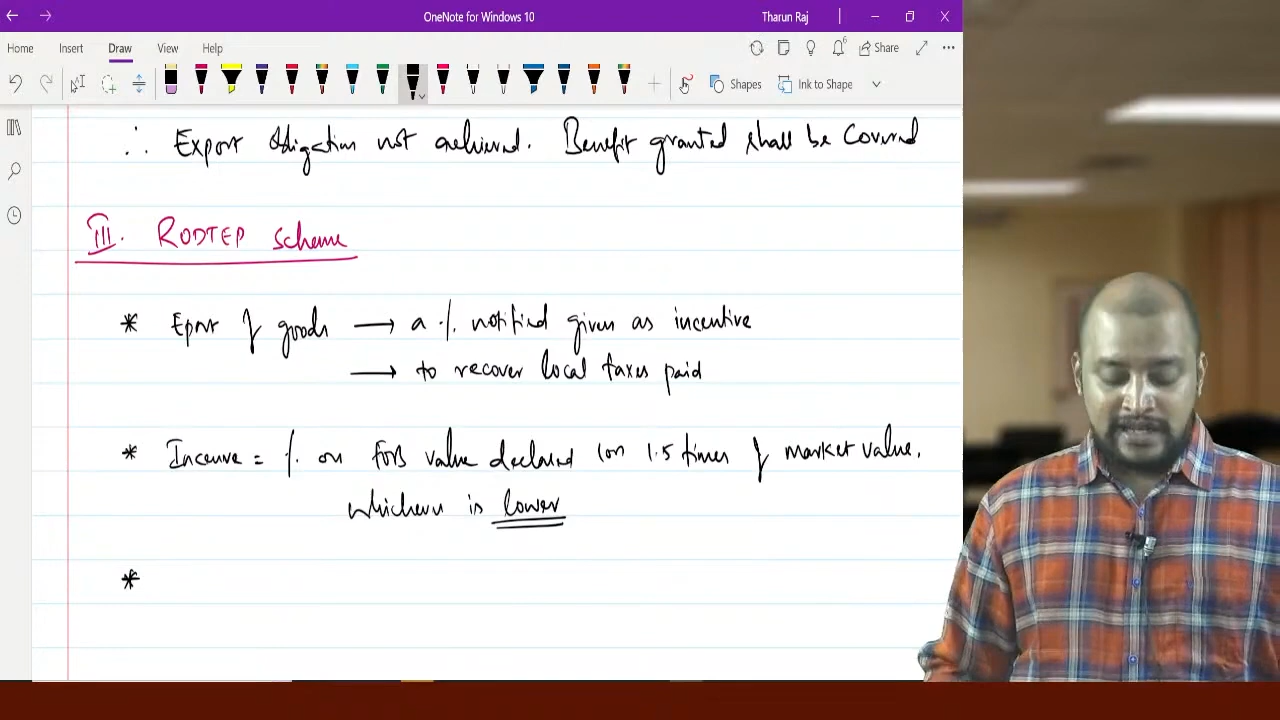 OneNote for Windows 10
Tharun Raj
Home Insert Draw View Help
6 Share
Shapes Ink to Shape
∴ Export obligation not achieved. Benefit granted shall be covered
III. RODTEP scheme
* Eport of goods → a % notified given as incentive
→ to recover local taxes paid
* = % on FOB value declared (or) 1.5 times of market value.
whichever is lower
*